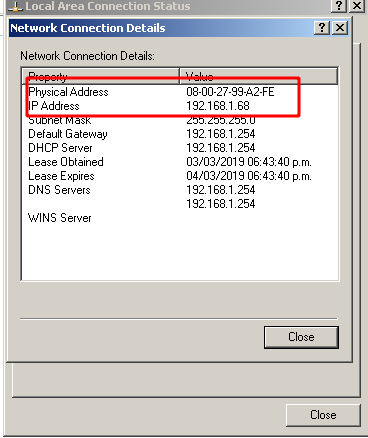 Local Area Connection Status
Network Connection Details
Network Connection Details:
Property Value
Physical Address 08-00-27-99-A2-FE
IP Address 192.168.1.68
Subnet Mask 255.255.255.0
Default Gateway 192.168.1.254
DHCP Server 192.168.1.254
Lease Obtained 03/03/2019 06:43:40 p.m.
Lease Expires 04/03/2019 06:43:40 p.m.
DNS Servers 192.168.1.254
192.168.1.254
WINS Server
Close
Close